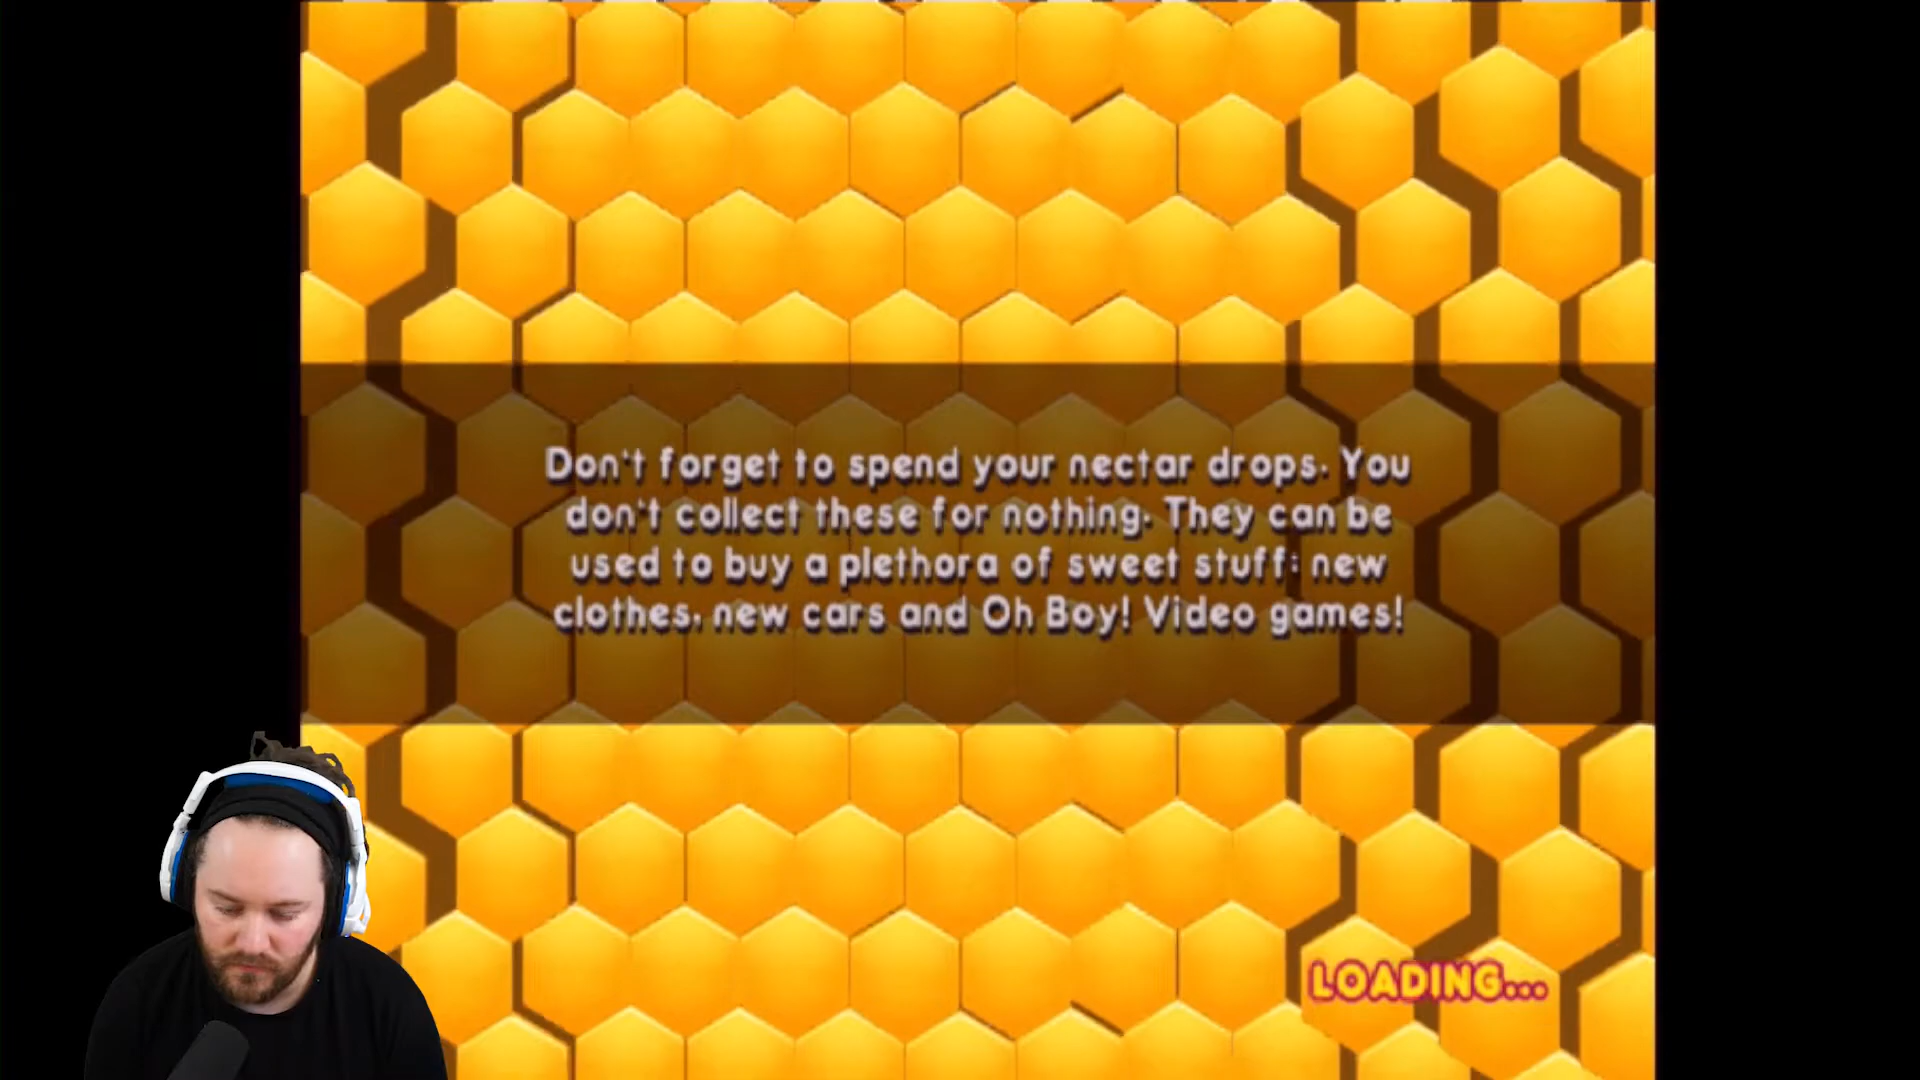 Don't forget to spend your nectar drops. You
don't collect these for nothing. They can be
used to buy a plethora of sweet stuff: new
clothes, new cars and Oh Boy! Video games!
LOADING...